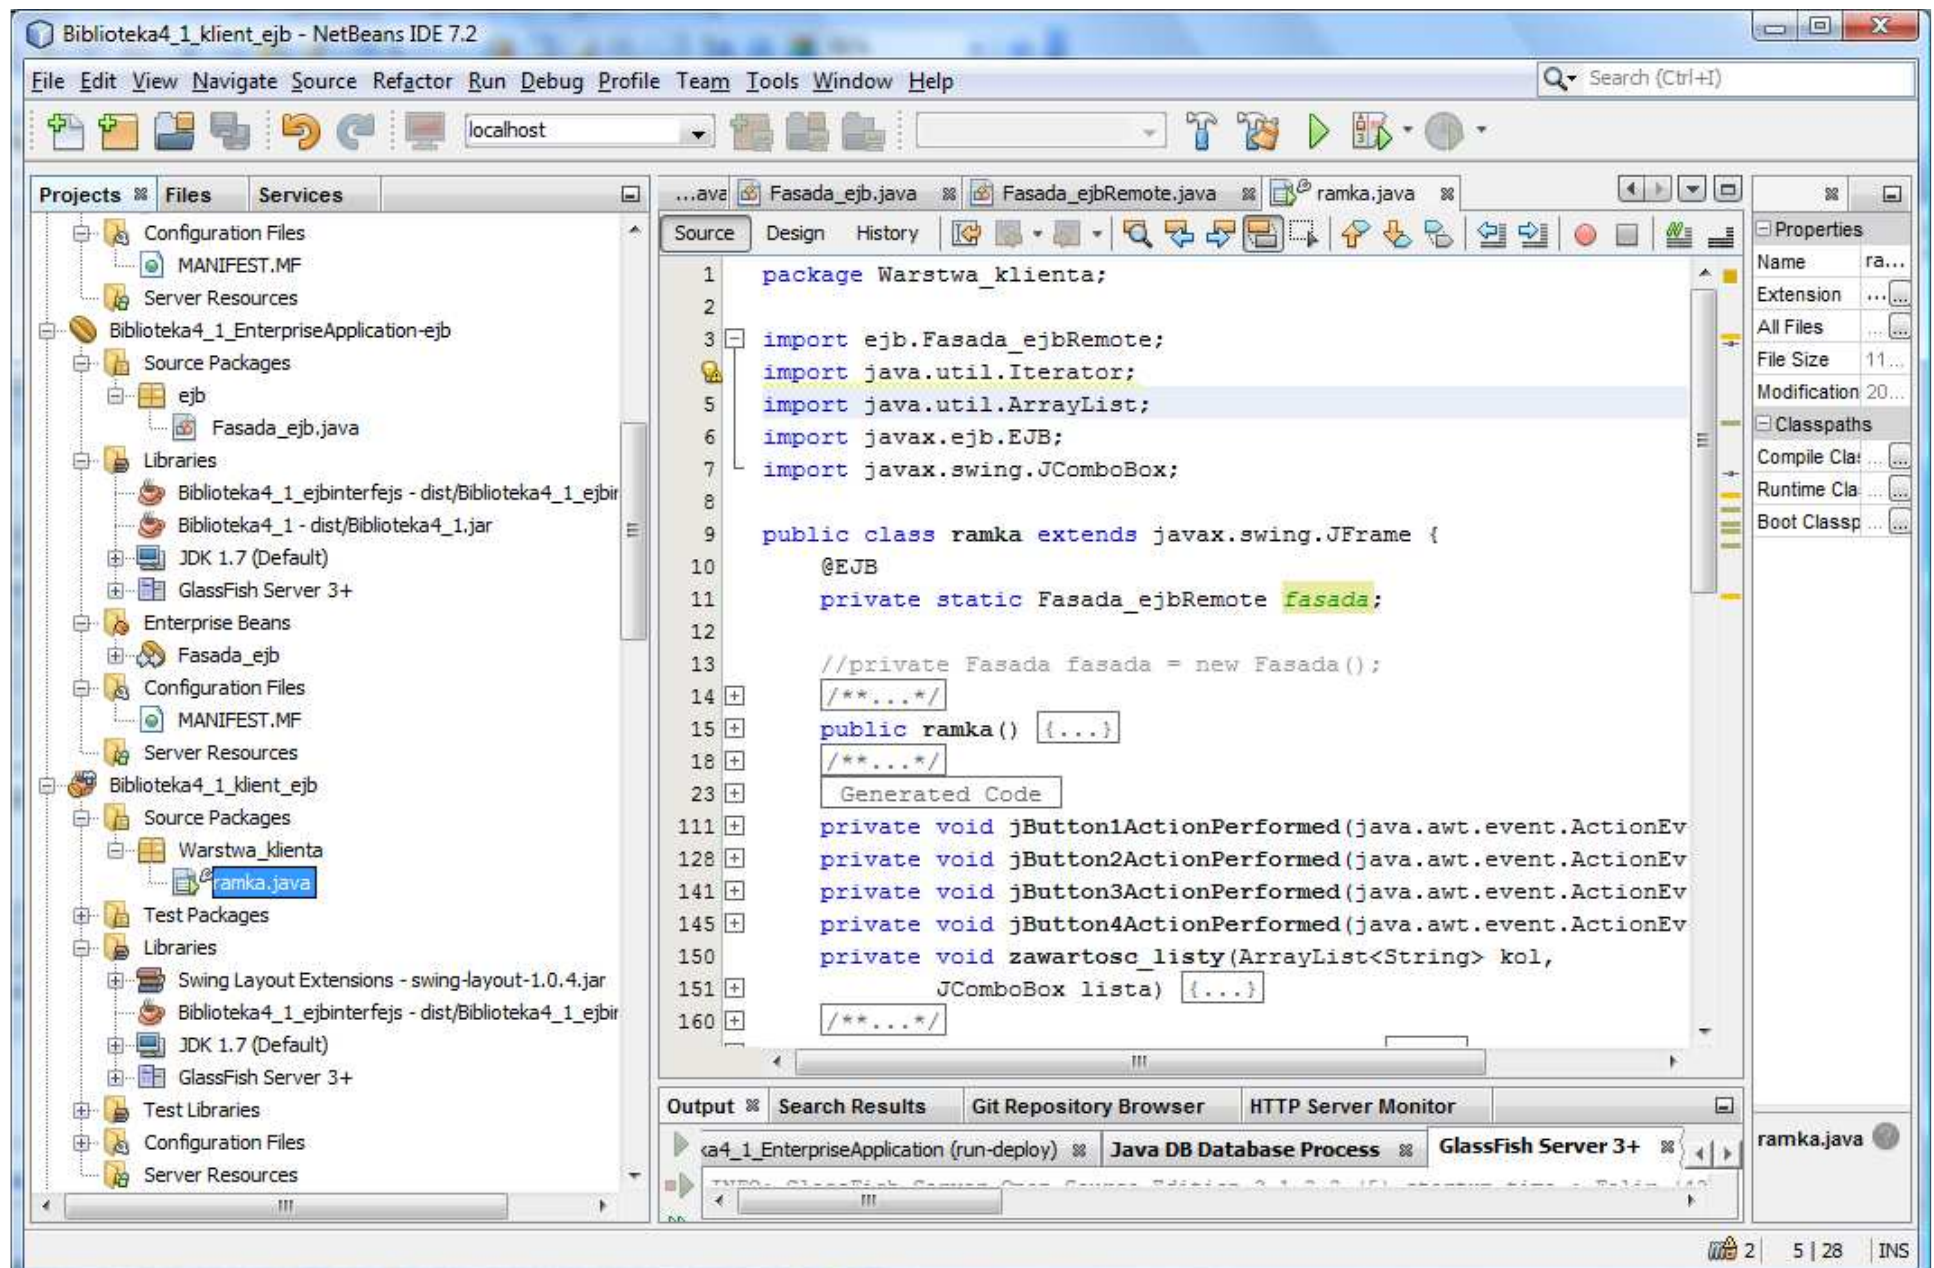 Biblioteka4_1_klient_ejb - NetBeans IDE 7.2
File Edit View Navigate Source Refactor Run Debug Profile Team Tools Window Help
Search (Ctrl+I)
localhost
Projects Files Services
Configuration Files
MANIFEST.MF
Server Resources
Biblioteka4_1_EnterpriseApplication-ejb
Source Packages
ejb
Fasada_ejb.java
Libraries
Biblioteka4_1_ejbinterfejs - dist/Biblioteka4_1_ejbir
Biblioteka4_1 - dist/Biblioteka4_1.jar
JDK 1.7 (Default)
GlassFish Server 3+
Enterprise Beans
Fasada_ejb
Configuration Files
MANIFEST.MF
Server Resources
Biblioteka4_1_klient_ejb
Source Packages
Warstwa_klienta
ramka.java
Test Packages
Libraries
Swing Layout Extensions - swing-layout-1.0.4.jar
Biblioteka4_1_ejbinterfejs - dist/Biblioteka4_1_ejbir
JDK 1.7 (Default)
GlassFish Server 3+
Test Libraries
Configuration Files
Server Resources
...ava Fasada_ejb.java Fasada_ejbRemote.java ramka.java
Source Design History
1 package Warstwa_klienta;
2
3 import ejb.Fasada_ejbRemote;
import java.util.Iterator;
5 import java.util.ArrayList;
6 import javax.ejb.EJB;
7 import javax.swing.JComboBox;
8
9 public class ramka extends javax.swing.JFrame {
10 @EJB
11 private static Fasada_ejbRemote fasada;
12
13 //private Fasada fasada = new Fasada();
14 /**...*/
15 public ramka() {...}
18 /**...*/
23 Generated Code
111 private void jButton1ActionPerformed(java.awt.event.ActionEv
128 private void jButton2ActionPerformed(java.awt.event.ActionEv
141 private void jButton3ActionPerformed(java.awt.event.ActionEv
145 private void jButton4ActionPerformed(java.awt.event.ActionEv
150 private void zawartosc_listy(ArrayList<String> kol,
151 JComboBox lista) {...}
160 /**...*/
Output Search Results Git Repository Browser HTTP Server Monitor
ka4_1_EnterpriseApplication (run-deploy) Java DB Database Process GlassFish Server 3+
Properties
Name ra...
Extension ... ...
All Files ... ...
File Size 11...
Modification 20...
Classpaths
Compile Clas ... ...
Runtime Cla ... ...
Boot Classp ... ...
ramka.java
2 5 | 28 INS